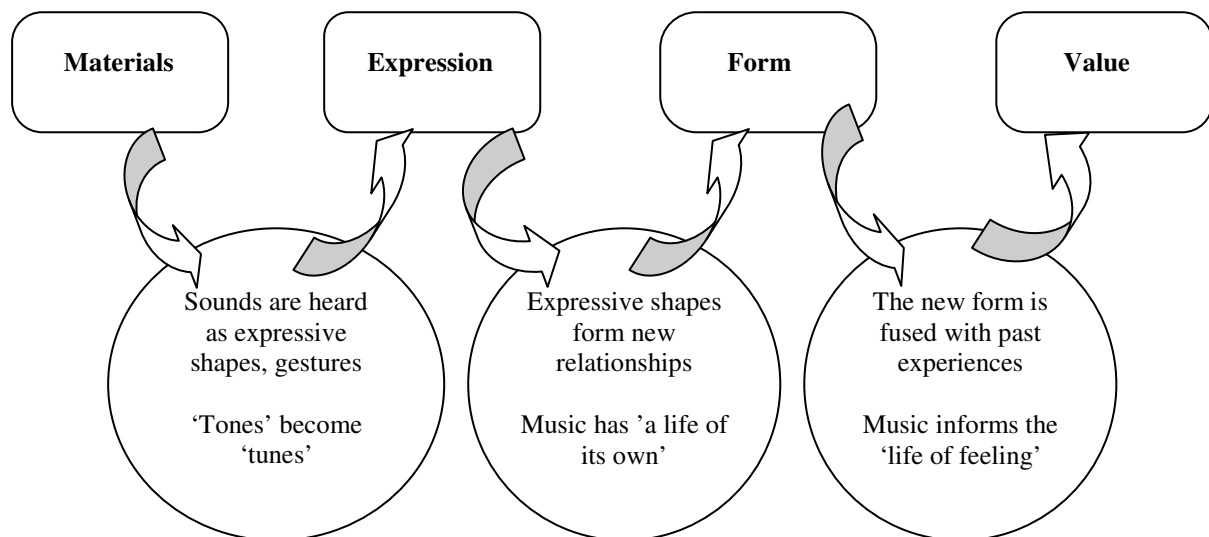 Materials
Expression
Form
Value
Sounds are heard
as expressive
shapes, gestures
‘Tones’ become
‘tunes’
Expressive shapes
form new
relationships
Music has ’a life of
its own’
The new form is
fused with past
experiences
Music informs the
‘life of feeling’